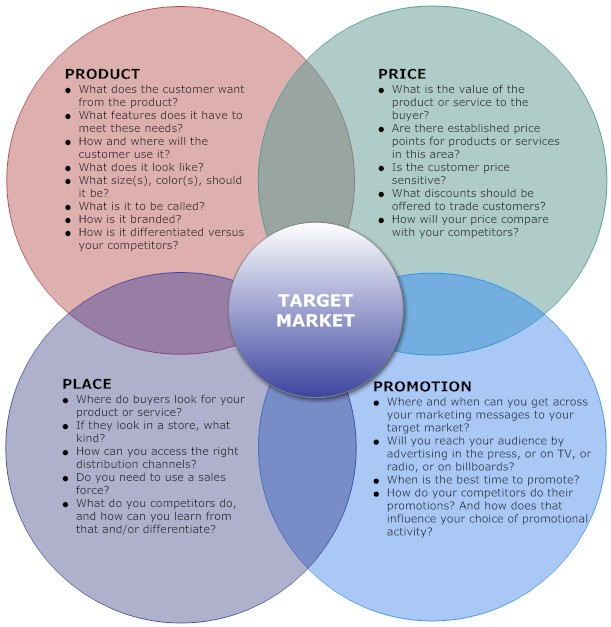 PRODUCT
● What does the customer want
from the product?
● What features does it have to
meet these needs?
● How and where will the
customer use it?
● What does it look like?
● What size(s), color(s), should
it be?
● What is it to be called?
● How is it branded?
● How is it differentiated versus
your competitors?
PRICE
● What is the value of the
product or service to the
buyer?
● Are there established price
points for products or services
in this area?
● Is the customer price
sensitive?
● What discounts should be
offered to trade customers?
● How will your price compare
with your competitors?
TARGET
MARKET
PLACE
● Where do buyers look for your
product or service?
● If they look in a store, what
kind?
● How can you access the right
distribution channels?
● Do you need to use a sales
force?
● What do you competitors do,
and how can you learn from
that and/or differentiate?
PROMOTION
● Where and when can you get across
your marketing messages to your
target market?
● Will you reach your audience by
advertising in the press, or on TV, or
radio, or on billboards?
● When is the best time to promote?
● How do your competitors do their
promotions? And how does that
influence your choice of promotional
activity?